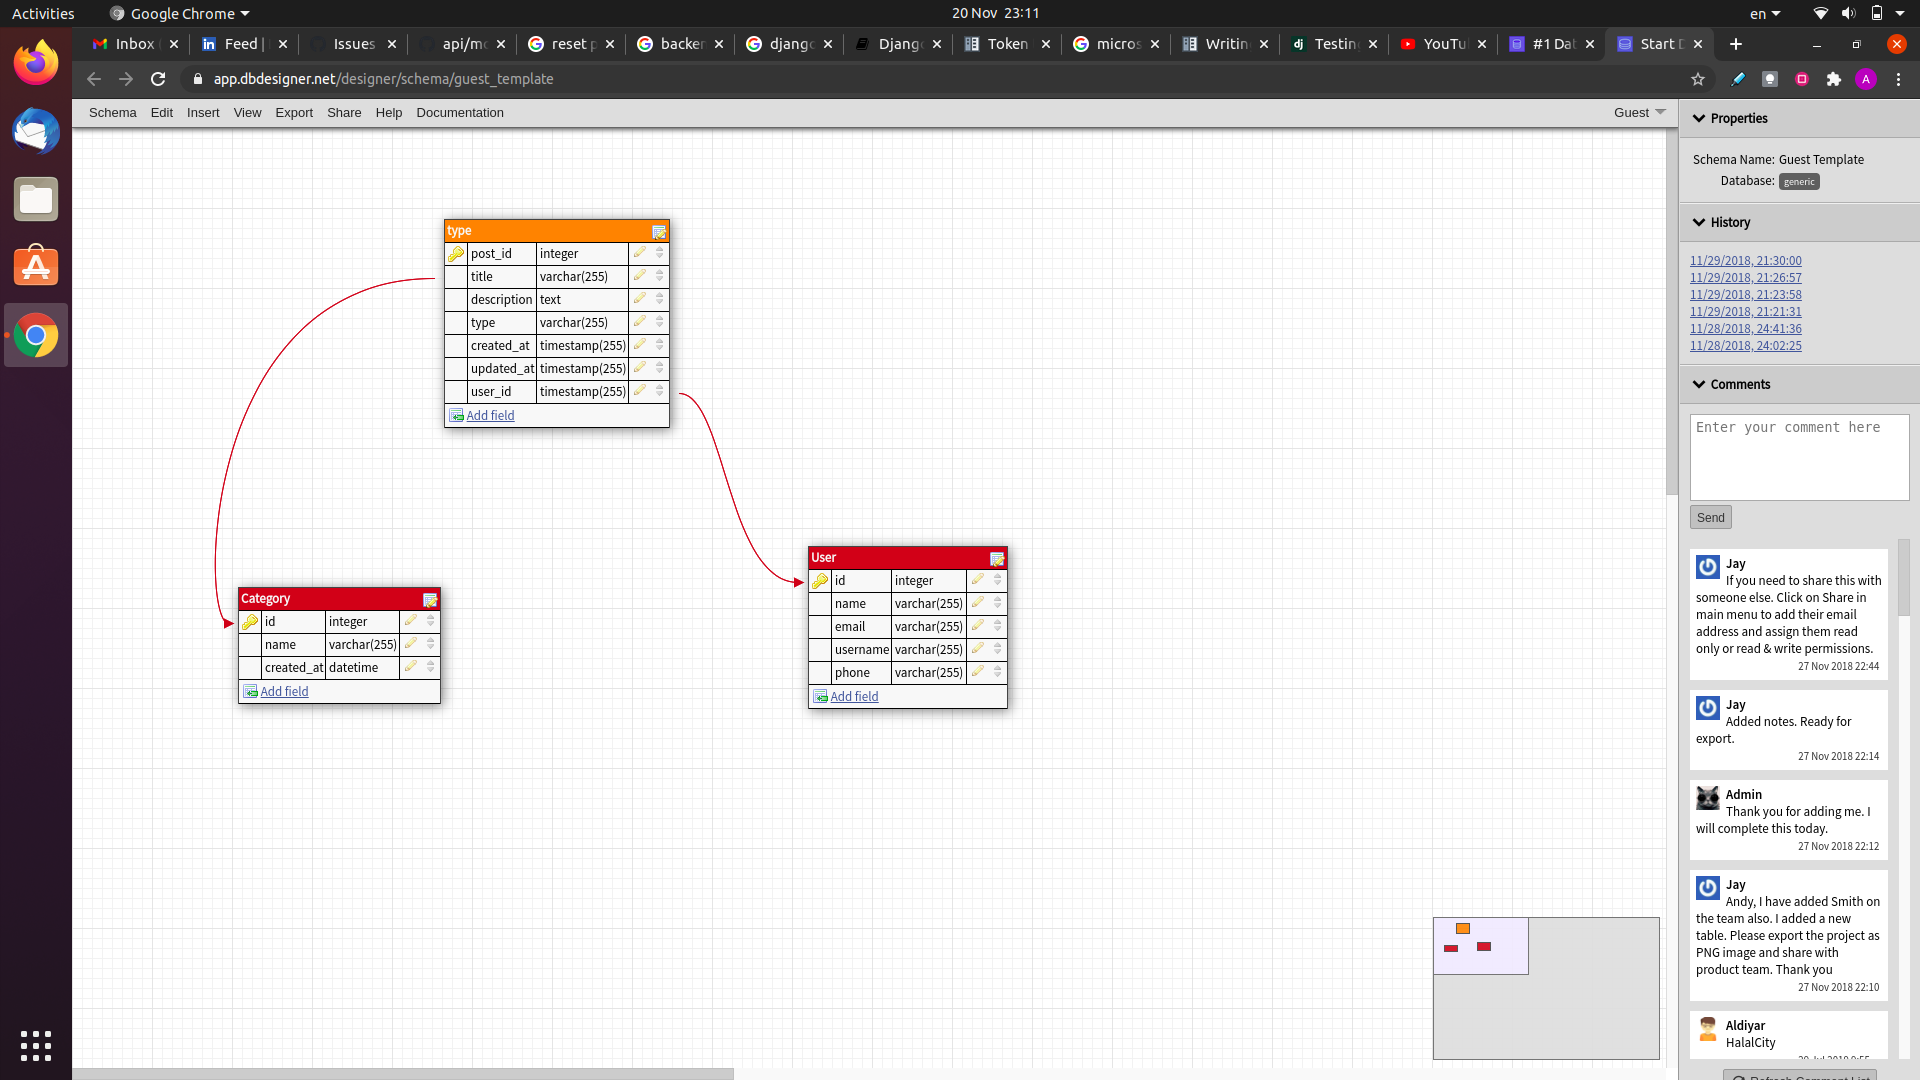 Activities
Google Chrome
20 Nov 23:11
en
Inbox
Feed |
Issues
api/mo
reset p
backen
django
Django
Token
micros
Writin
Testing
YouTu
#1 Dat
Start D
app.dbdesigner.net/designer/schema/guest_template
A
Schema Edit Insert View Export Share Help Documentation
Guest
type
post_id integer
title varchar(255)
description text
type varchar(255)
created_at timestamp(255)
updated_at timestamp(255)
user_id timestamp(255)
Add field
Category
id integer
name varchar(255)
created_at datetime
Add field
User
id integer
name varchar(255)
email varchar(255)
username varchar(255)
phone varchar(255)
Add field
Properties
Schema Name: Guest Template
Database: generic
History
11/29/2018, 21:30:00
11/29/2018, 21:26:57
11/29/2018, 21:23:58
11/29/2018, 21:21:31
11/28/2018, 24:41:36
11/28/2018, 24:02:25
Comments
Enter your comment here
Send
Jay
If you need to share this with
someone else. Click on Share in
main menu to add their email
address and assign them read
only or read & write permissions.
27 Nov 2018 22:44
Jay
Added notes. Ready for
export.
27 Nov 2018 22:14
Admin
Thank you for adding me. I
will complete this today.
27 Nov 2018 22:12
Jay
Andy, I have added Smith on
the team also. I added a new
table. Please export the project as
PNG image and share with
product team. Thank you
27 Nov 2018 22:10
Aldiyar
HalalCity
Refresh Comment List